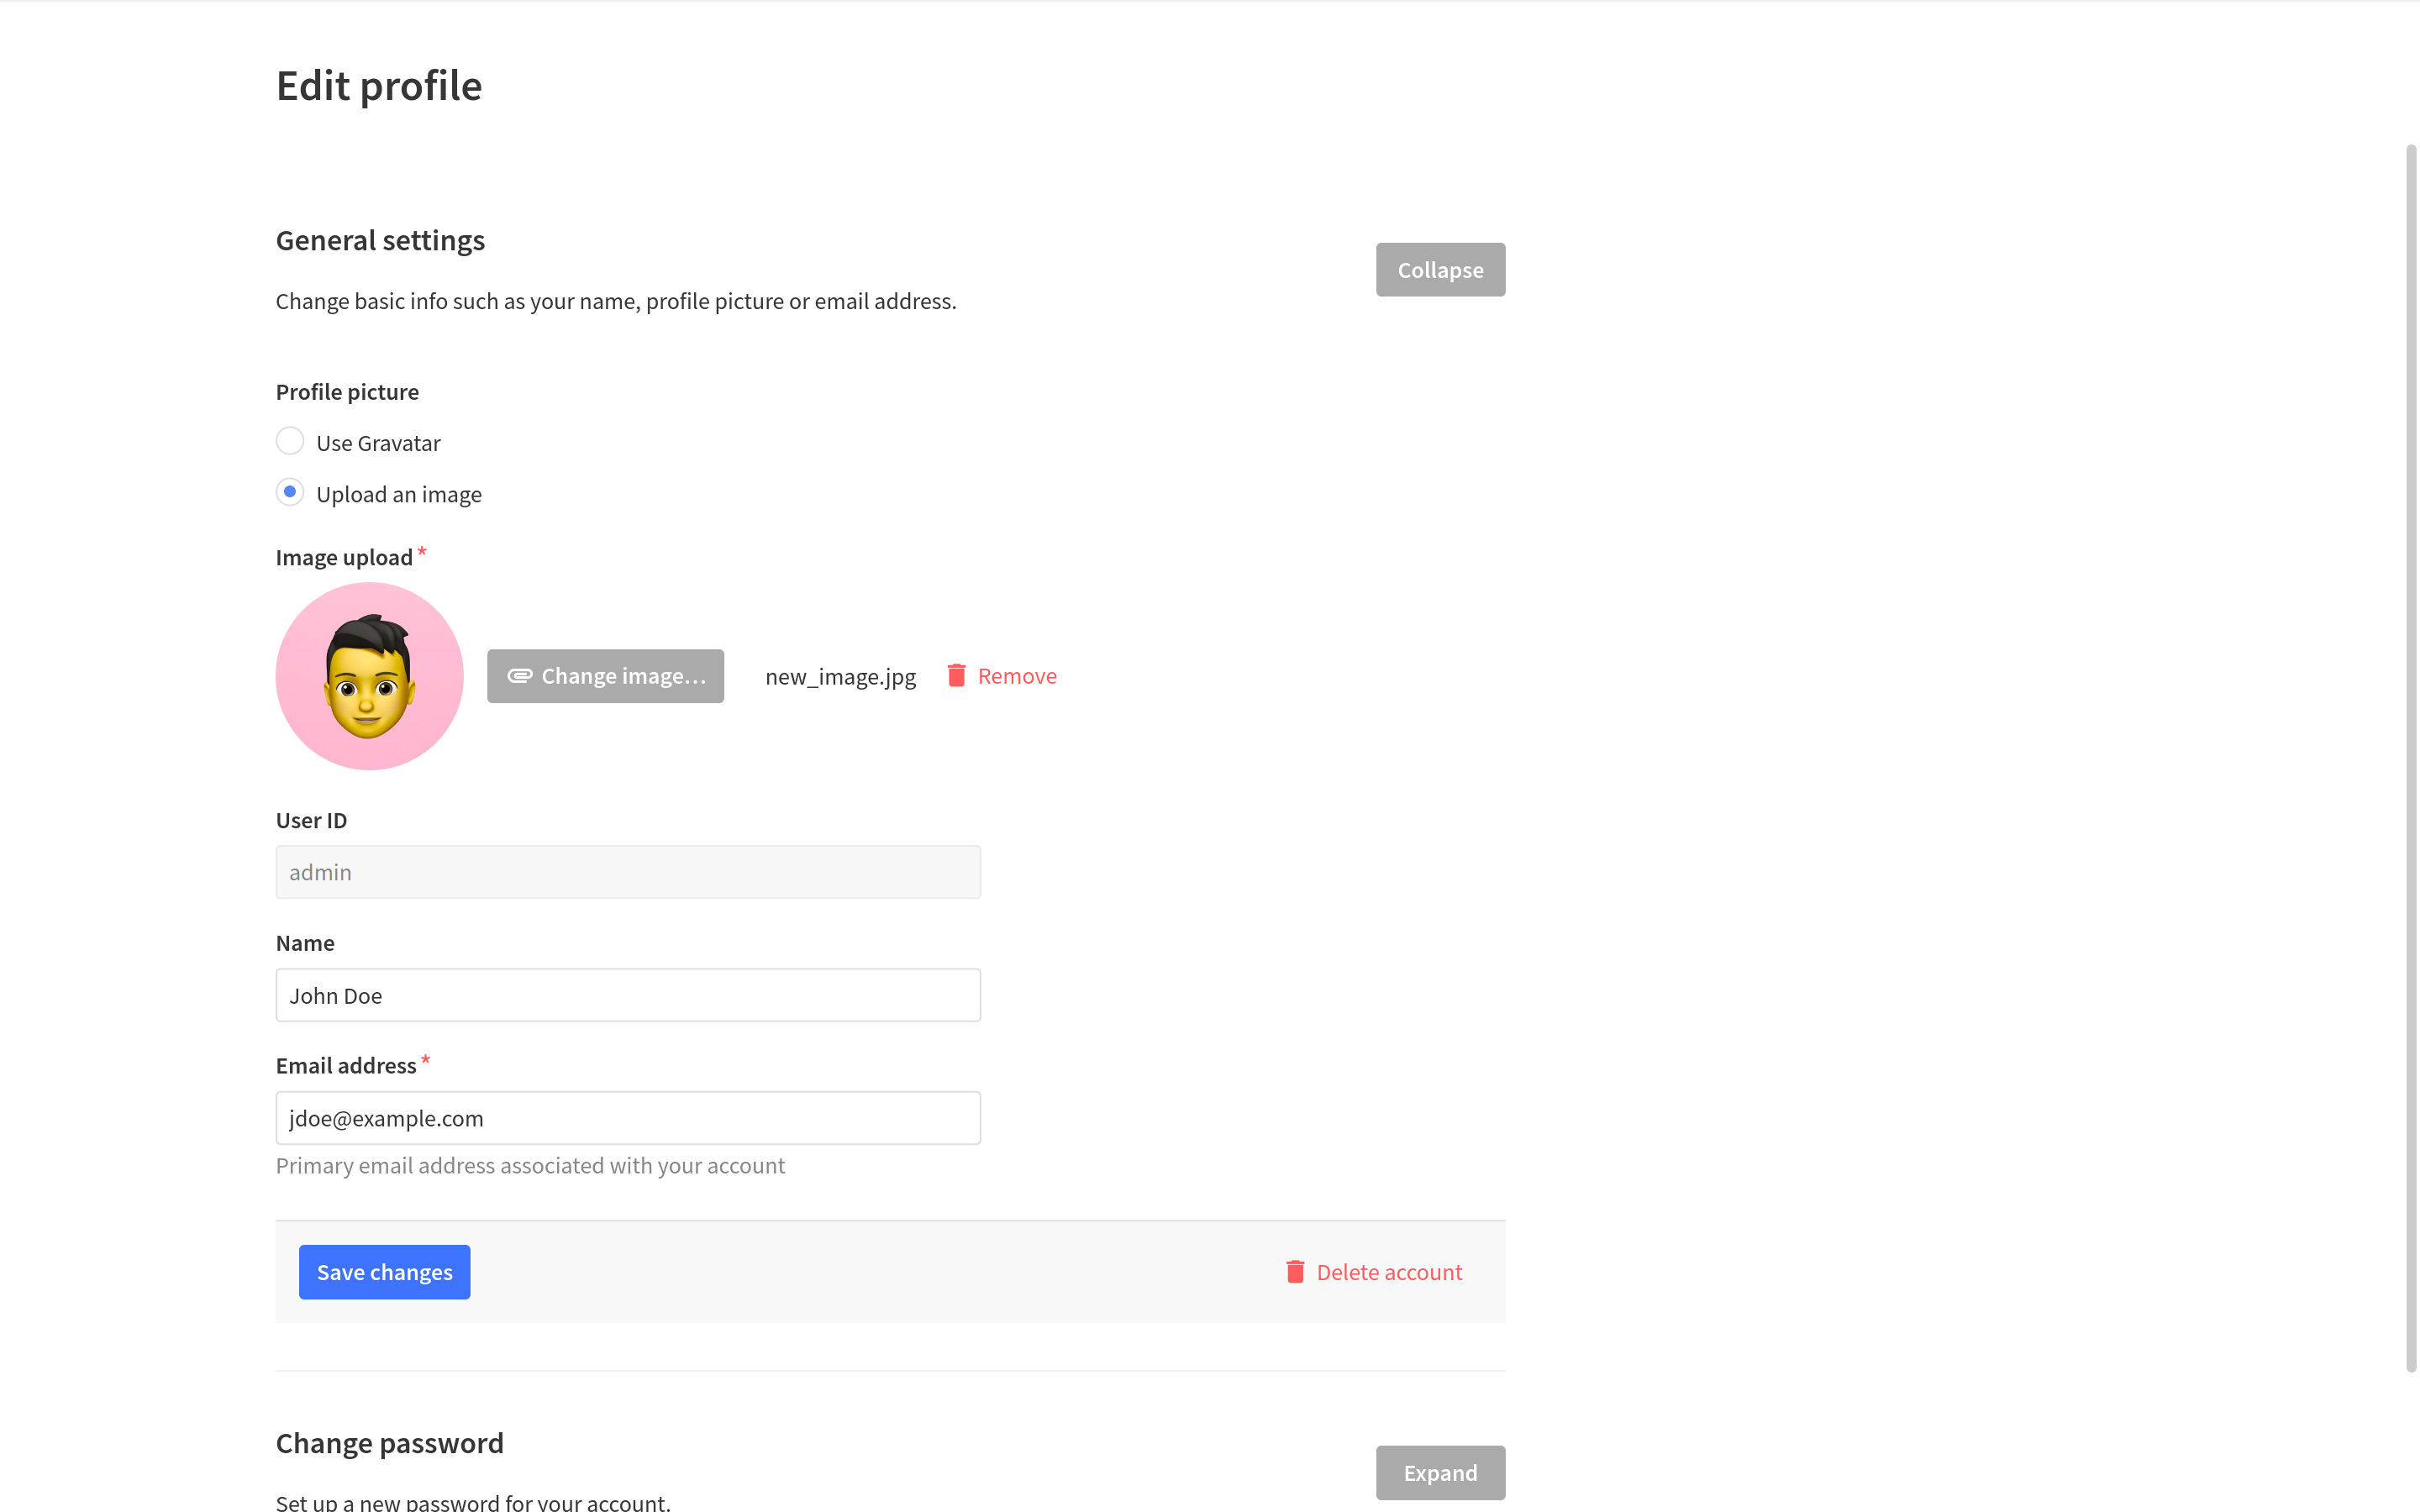 Edit profile
General settings
Collapse
Change basic info such as your name, profile picture or email address.
Profile picture
Use Gravatar
Upload an image
Image upload *
Change image... new_image.jpg Remove
User ID
admin
Name
John Doe
Email address *
jdoe@example.com
Primary email address associated with your account
Save changes Delete account
Change password
Expand
Set up a new password for your account.